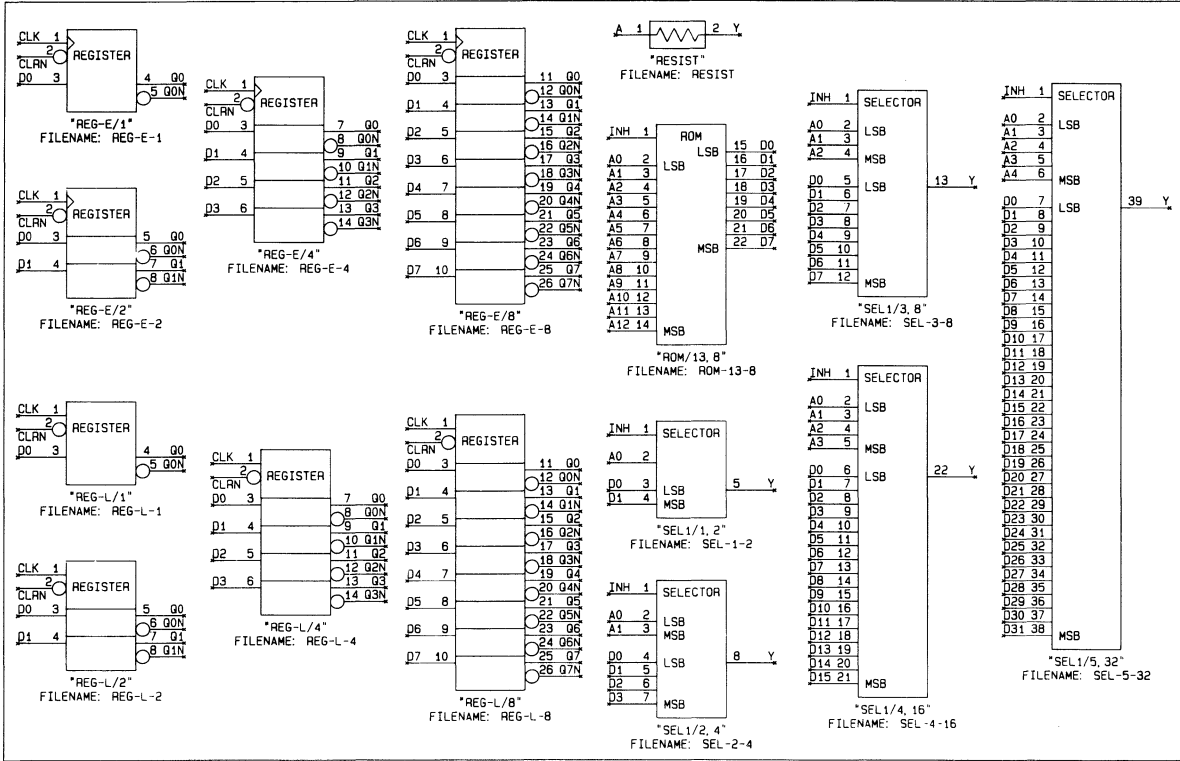 CLK 1
2
CLRN
D0 3
REGISTER
4 Q0
5 Q0N
"REG-E/1"
FILENAME: REG-E-1
CLK 1
2
CLRN
D0 3
D1 4
REGISTER
5 Q0
6 Q0N
7 Q1
8 Q1N
"REG-E/2"
FILENAME: REG-E-2
CLK 1
2
CLRN
D0 3
REGISTER
4 Q0
5 Q0N
"REG-L/1"
FILENAME: REG-L-1
CLK 1
2
CLRN
D0 3
D1 4
REGISTER
5 Q0
6 Q0N
7 Q1
8 Q1N
"REG-L/2"
FILENAME: REG-L-2
CLK 1
2
CLRN
D0 3
D1 4
D2 5
D3 6
REGISTER
7 Q0
8 Q0N
9 Q1
10 Q1N
11 Q2
12 Q2N
13 Q3
14 Q3N
"REG-E/4"
FILENAME: REG-E-4
CLK 1
2
CLRN
D0 3
D1 4
D2 5
D3 6
REGISTER
7 Q0
8 Q0N
9 Q1
10 Q1N
11 Q2
12 Q2N
13 Q3
14 Q3N
"REG-L/4"
FILENAME: REG-L-4
CLK 1
2
CLRN
D0 3
D1 4
D2 5
D3 6
D4 7
D5 8
D6 9
D7 10
REGISTER
11 Q0
12 Q0N
13 Q1
14 Q1N
15 Q2
16 Q2N
17 Q3
18 Q3N
19 Q4
20 Q4N
21 Q5
22 Q5N
23 Q6
24 Q6N
25 Q7
26 Q7N
"REG-E/8"
FILENAME: REG-E-8
CLK 1
2
CLRN
D0 3
D1 4
D2 5
D3 6
D4 7
D5 8
D6 9
D7 10
REGISTER
11 Q0
12 Q0N
13 Q1
14 Q1N
15 Q2
16 Q2N
17 Q3
18 Q3N
19 Q4
20 Q4N
21 Q5
22 Q5N
23 Q6
24 Q6N
25 Q7
26 Q7N
"REG-L/8"
FILENAME: REG-L-8
A 1 2 Y
"RESIST"
FILENAME: RESIST
INH 1
A0 2
A1 3
A2 4
A3 5
A4 6
A5 7
A6 8
A7 9
A8 10
A9 11
A10 12
A11 13
A12 14
ROM
LSB
LSB
MSB
MSB
15 D0
16 D1
17 D2
18 D3
19 D4
20 D5
21 D6
22 D7
"ROM/13, 8"
FILENAME: ROM-13-8
INH 1
A0 2
D0 3
D1 4
SELECTOR
LSB
MSB
5 Y
"SEL1/1, 2"
FILENAME: SEL-1-2
INH 1
A0 2
A1 3
D0 4
D1 5
D2 6
D3 7
SELECTOR
LSB
MSB
LSB
MSB
8 Y
"SEL1/2, 4"
FILENAME: SEL-2-4
INH 1
A0 2
A1 3
A2 4
D0 5
D1 6
D2 7
D3 8
D4 9
D5 10
D6 11
D7 12
SELECTOR
LSB
MSB
LSB
MSB
13 Y
"SEL1/3, 8"
FILENAME: SEL-3-8
INH 1
A0 2
A1 3
A2 4
A3 5
D0 6
D1 7
D2 8
D3 9
D4 10
D5 11
D6 12
D7 13
D8 14
D9 15
D10 16
D11 17
D12 18
D13 19
D14 20
D15 21
SELECTOR
LSB
MSB
LSB
MSB
22 Y
"SEL1/4, 16"
FILENAME: SEL-4-16
INH 1
A0 2
A1 3
A2 4
A3 5
A4 6
D0 7
D1 8
D2 9
D3 10
D4 11
D5 12
D6 13
D7 14
D8 15
D9 16
D10 17
D11 18
D12 19
D13 20
D14 21
D15 22
D16 23
D17 24
D18 25
D19 26
D20 27
D21 28
D22 29
D23 30
D24 31
D25 32
D26 33
D27 34
D28 35
D29 36
D30 37
D31 38
SELECTOR
LSB
MSB
LSB
MSB
39 Y
"SEL1/5, 32"
FILENAME: SEL-5-32